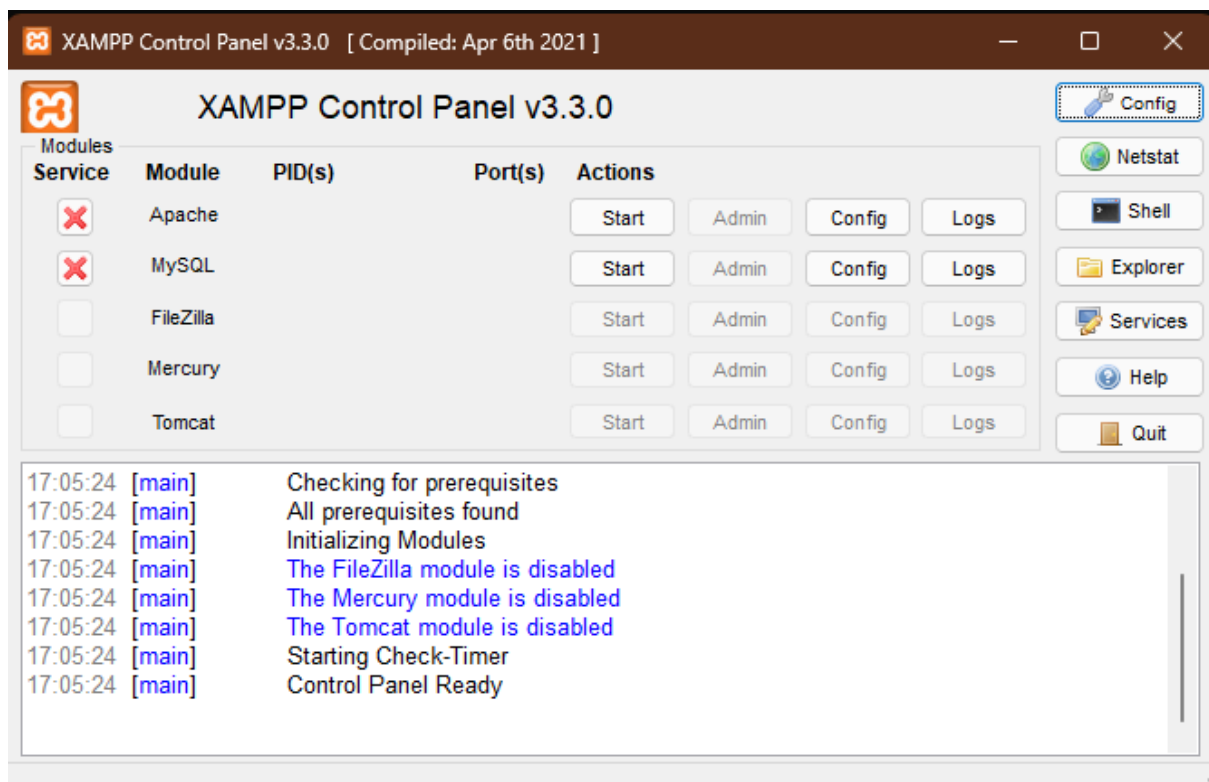 XAMPP Control Panel v3.3.0 [ Compiled: Apr 6th 2021 ]
XAMPP Control Panel v3.3.0
Config
Modules
Netstat
Service Module PID(s) Port(s) Actions
Apache Start Admin Config Logs
Shell
MySQL Start Admin Config Logs
Explorer
FileZilla Start Admin Config Logs
Services
Mercury Start Admin Config Logs
Help
Tomcat Start Admin Config Logs
Quit
17:05:24 [main] Checking for prerequisites
17:05:24 [main] All prerequisites found
17:05:24 [main] Initializing Modules
17:05:24 [main] The FileZilla module is disabled
17:05:24 [main] The Mercury module is disabled
17:05:24 [main] The Tomcat module is disabled
17:05:24 [main] Starting Check-Timer
17:05:24 [main] Control Panel Ready